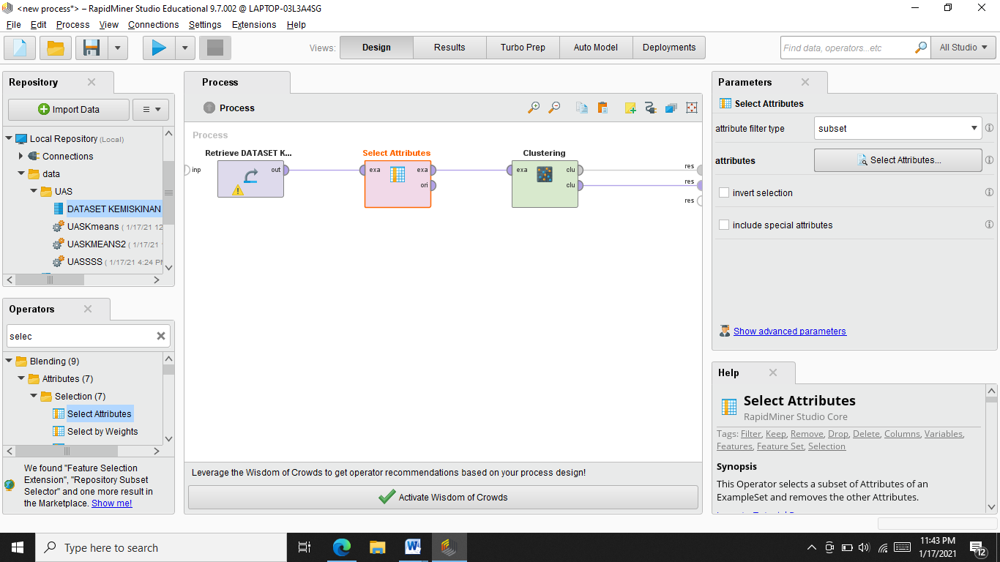 <new process*> – RapidMiner Studio Educational 9.7.002 @ LAPTOP-03L3A4SG
File Edit Process View Connections Settings Extensions Help
Views: Design Results Turbo Prep Auto Model Deployments
Find data, operators...etc
All Studio
Repository
Import Data
Local Repository (Local)
Connections
data
UAS
DATASET KEMISKINAN
UASKmeans ( 1/17/21 12
UASKMEANS2 ( 1/17/21
UASSSS ( 1/17/21 4:24 PM
Operators
selec
Blending (9)
Attributes (7)
Selection (7)
Select Attributes
Select by Weights
We found "Feature Selection
Extension", "Repository Subset
Selector" and one more result in
the Marketplace. Show me!
Process
Process
Process
Retrieve DATASET K...
Select Attributes
Clustering
inp
out
exa
exa
ori
exa
clu
clu
res
res
res
Leverage the Wisdom of Crowds to get operator recommendations based on your process design!
Activate Wisdom of Crowds
Parameters
Select Attributes
attribute filter type
subset
attributes
Select Attributes...
invert selection
include special attributes
Show advanced parameters
Help
Select Attributes
RapidMiner Studio Core
Tags: Filter, Keep, Remove, Drop, Delete, Columns, Variables,
Features, Feature Set, Selection
Synopsis
This Operator selects a subset of Attributes of an
ExampleSet and removes the other Attributes.
Type here to search
11:43 PM
1/17/2021
12